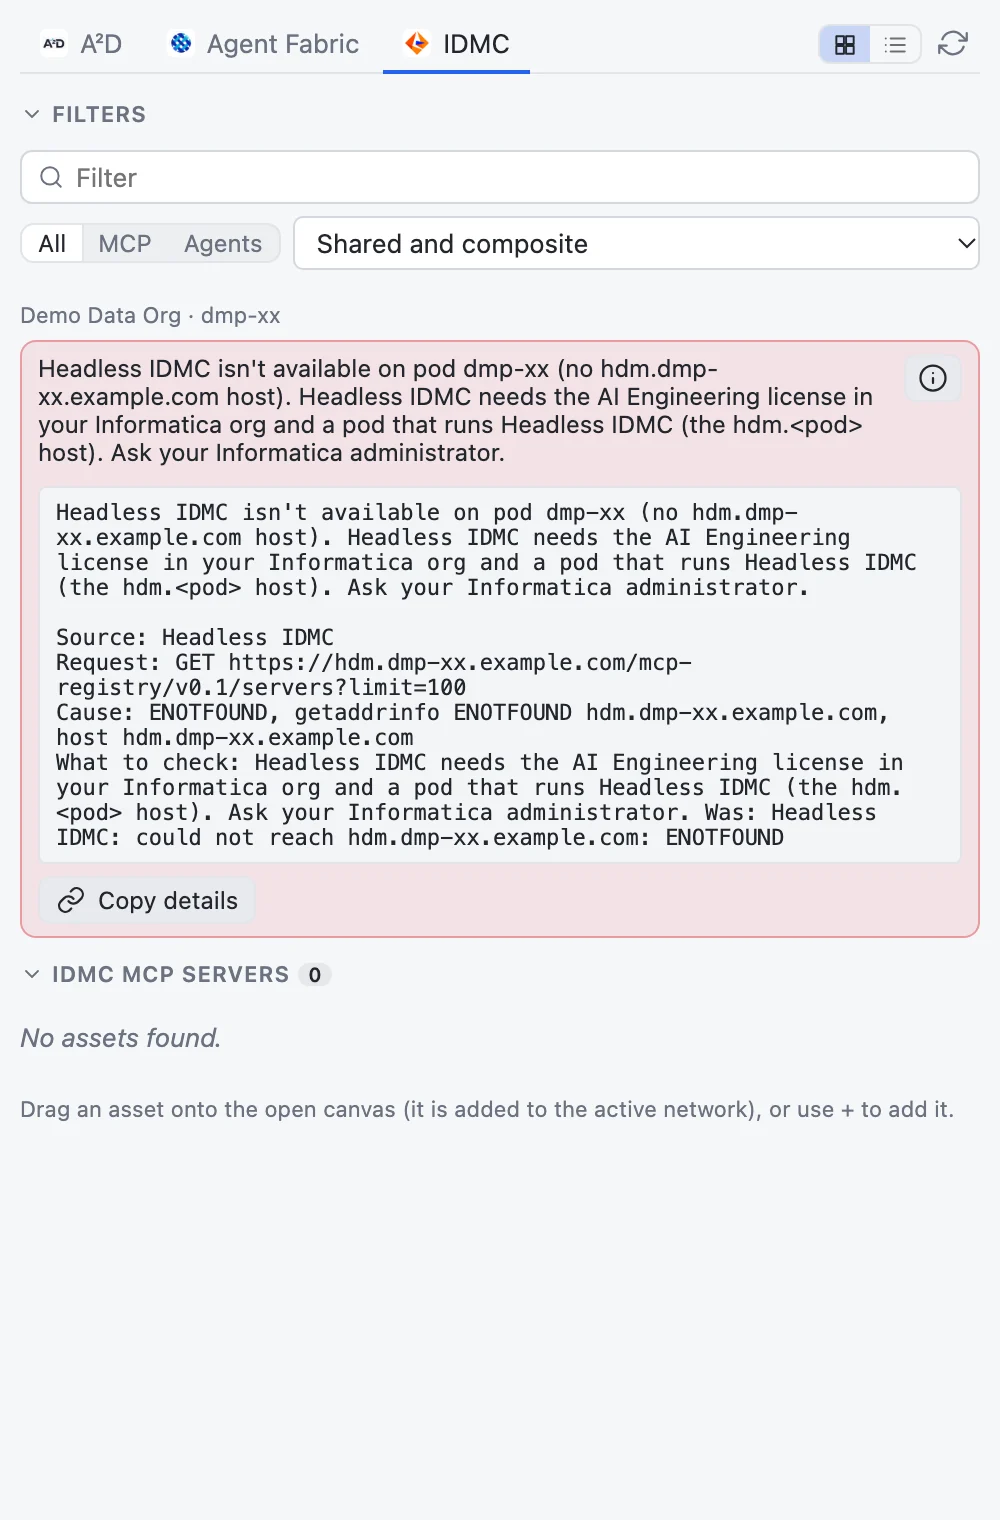 A²D A²D Agent Fabric IDMC
FILTERS
Filter
All MCP Agents Shared and composite
Demo Data Org · dmp-xx
Headless IDMC isn't available on pod dmp-xx (no hdm.dmp-
xx.example.com host). Headless IDMC needs the AI Engineering license in
your Informatica org and a pod that runs Headless IDMC (the hdm.<pod>
host). Ask your Informatica administrator.
Headless IDMC isn't available on pod dmp-xx (no hdm.dmp-
xx.example.com host). Headless IDMC needs the AI Engineering
license in your Informatica org and a pod that runs Headless IDMC
(the hdm.<pod> host). Ask your Informatica administrator.
Source: Headless IDMC
Request: GET https://hdm.dmp-xx.example.com/mcp-
registry/v0.1/servers?limit=100
Cause: ENOTFOUND, getaddrinfo ENOTFOUND hdm.dmp-xx.example.com,
host hdm.dmp-xx.example.com
What to check: Headless IDMC needs the AI Engineering license in
your Informatica org and a pod that runs Headless IDMC (the hdm.
<pod> host). Ask your Informatica administrator. Was: Headless
IDMC: could not reach hdm.dmp-xx.example.com: ENOTFOUND
Copy details
IDMC MCP SERVERS 0
No assets found.
Drag an asset onto the open canvas (it is added to the active network), or use + to add it.